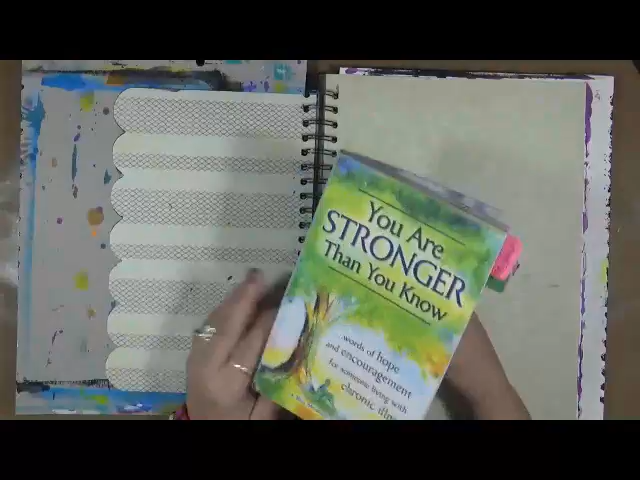 You Are
STRONGER
Than You Know
words of hope
and encouragement
for someone living with
chronic